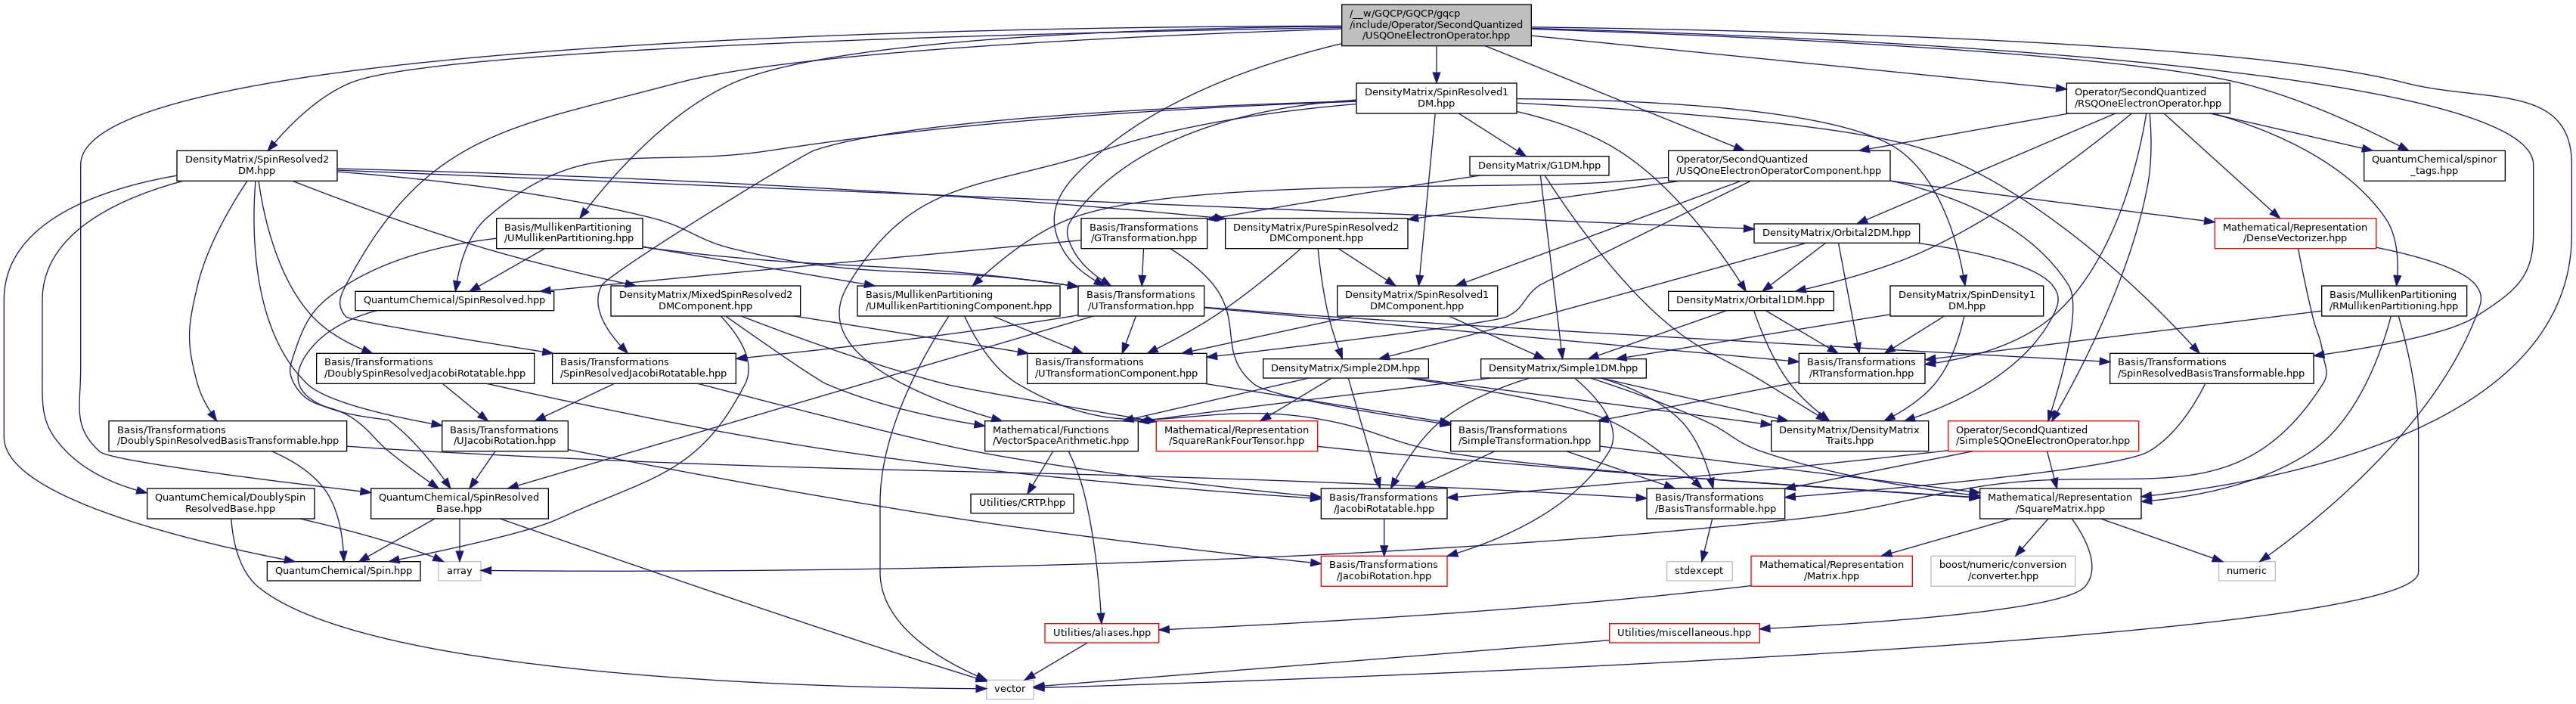 /__w/GQCP/GQCP/gqcp
/include/Operator/SecondQuantized
/USQOneElectronOperator.hpp
DensityMatrix/SpinResolved1
DM.hpp
Operator/SecondQuantized
/RSQOneElectronOperator.hpp
DensityMatrix/SpinResolved2
DM.hpp
DensityMatrix/G1DM.hpp
Operator/SecondQuantized
/USQOneElectronOperatorComponent.hpp
QuantumChemical/spinor
_tags.hpp
Basis/MullikenPartitioning
/UMullikenPartitioning.hpp
Basis/Transformations
/GTransformation.hpp
DensityMatrix/PureSpinResolved2
DMComponent.hpp
DensityMatrix/Orbital2DM.hpp
Mathematical/Representation
/DenseVectorizer.hpp
QuantumChemical/SpinResolved.hpp
DensityMatrix/MixedSpinResolved2
DMComponent.hpp
Basis/MullikenPartitioning
/UMullikenPartitioningComponent.hpp
Basis/Transformations
/UTransformation.hpp
DensityMatrix/SpinResolved1
DMComponent.hpp
DensityMatrix/Orbital1DM.hpp
DensityMatrix/SpinDensity1
DM.hpp
Basis/MullikenPartitioning
/RMullikenPartitioning.hpp
Basis/Transformations
/DoublySpinResolvedJacobiRotatable.hpp
Basis/Transformations
/SpinResolvedJacobiRotatable.hpp
Basis/Transformations
/UTransformationComponent.hpp
DensityMatrix/Simple2DM.hpp
DensityMatrix/Simple1DM.hpp
Basis/Transformations
/RTransformation.hpp
Basis/Transformations
/SpinResolvedBasisTransformable.hpp
Basis/Transformations
/DoublySpinResolvedBasisTransformable.hpp
Basis/Transformations
/UJacobiRotation.hpp
Mathematical/Functions
/VectorSpaceArithmetic.hpp
Mathematical/Representation
/SquareRankFourTensor.hpp
Basis/Transformations
/SimpleTransformation.hpp
DensityMatrix/DensityMatrix
Traits.hpp
Operator/SecondQuantized
/SimpleSQOneElectronOperator.hpp
QuantumChemical/DoublySpin
ResolvedBase.hpp
QuantumChemical/SpinResolved
Base.hpp
Utilities/CRTP.hpp
Basis/Transformations
/JacobiRotatable.hpp
Basis/Transformations
/BasisTransformable.hpp
Mathematical/Representation
/SquareMatrix.hpp
QuantumChemical/Spin.hpp
array
Basis/Transformations
/JacobiRotation.hpp
stdexcept
Mathematical/Representation
/Matrix.hpp
boost/numeric/conversion
/converter.hpp
numeric
Utilities/aliases.hpp
Utilities/miscellaneous.hpp
vector